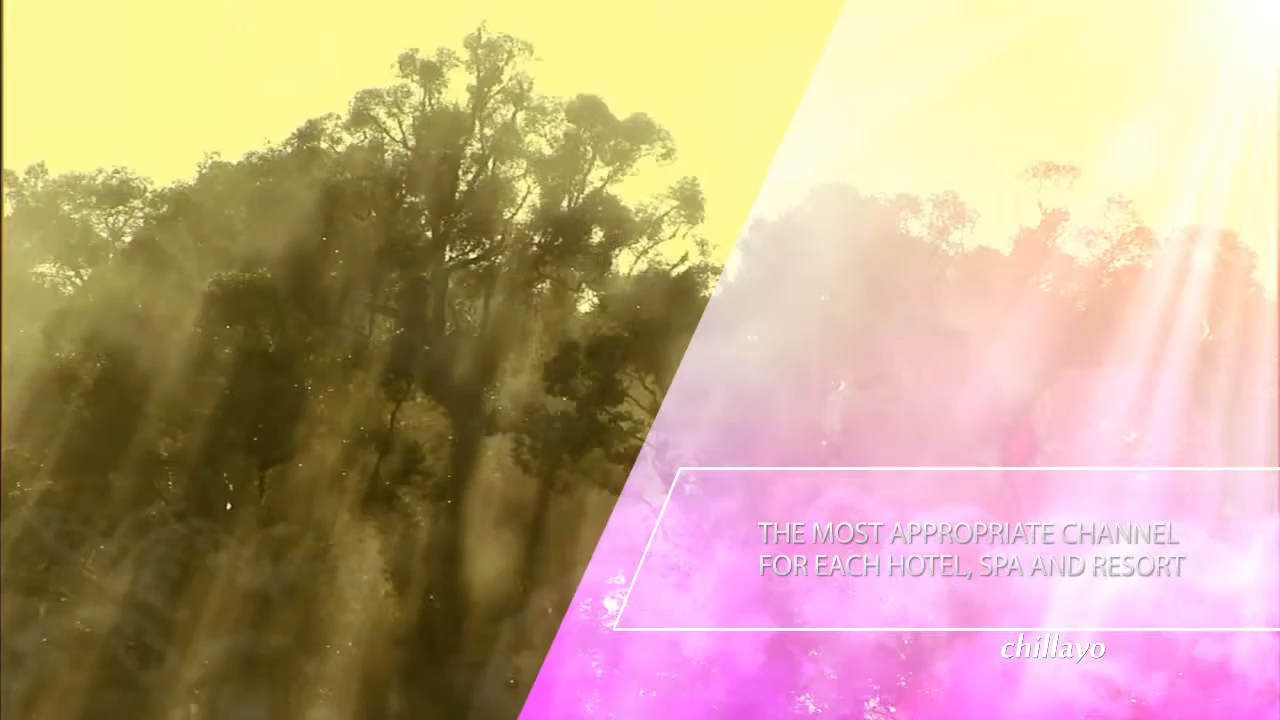 THE MOST APPROPRIATE CHANNEL
FOR EACH HOTEL, SPA AND RESORT
chillayo